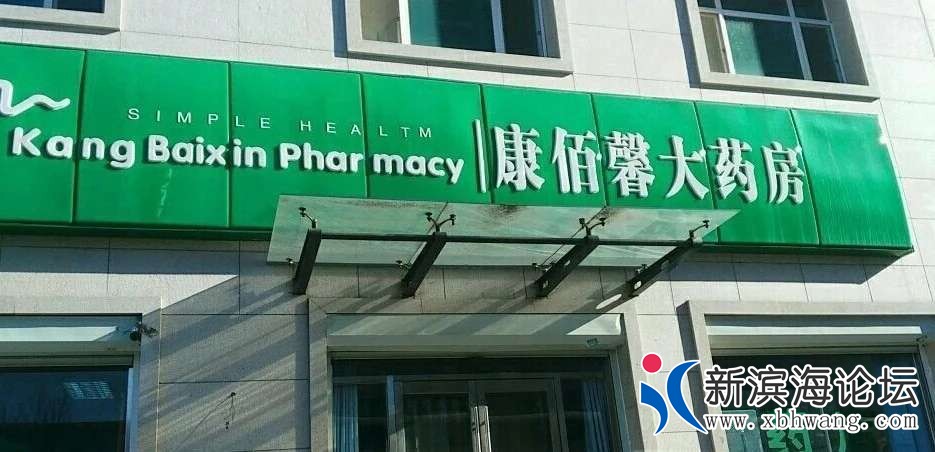 SIMPLE HEALTM
Kang Baixin Pharmacy
康佰馨大药房
新滨海论坛
www.xbhwang.com
药